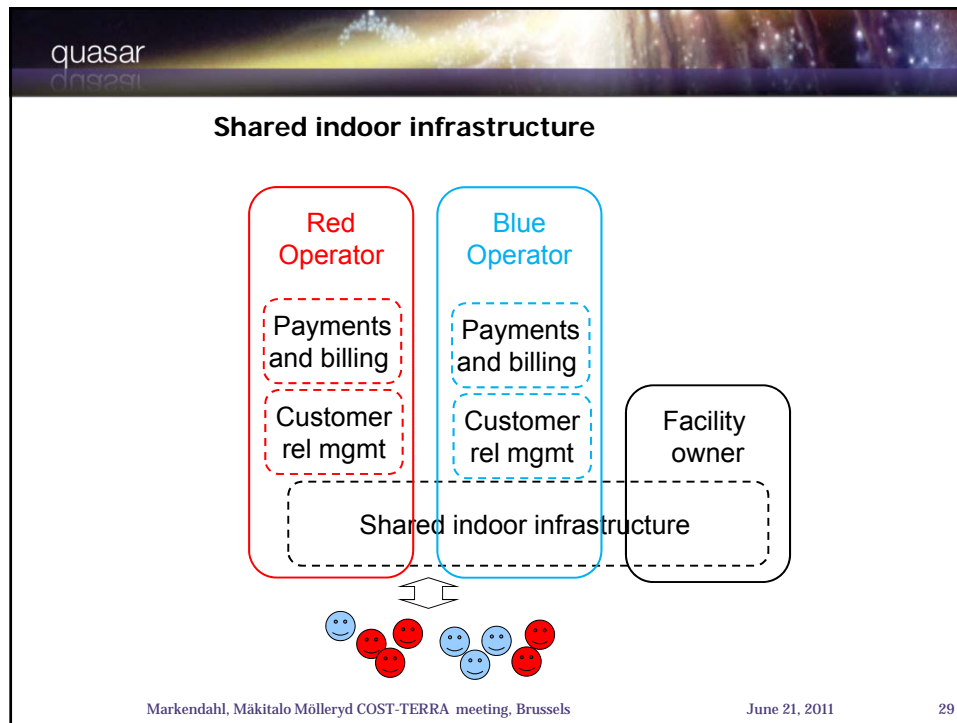 quasar
Shared indoor infrastructure
Red
Operator
Payments
and billing
Customer
rel mgmt
Blue
Operator
Payments
and billing
Customer
rel mgmt
Facility
owner
Shared indoor infrastructure
Markendahl, Mäkitalo Mölleryd COST-TERRA meeting, Brussels June 21, 2011 29